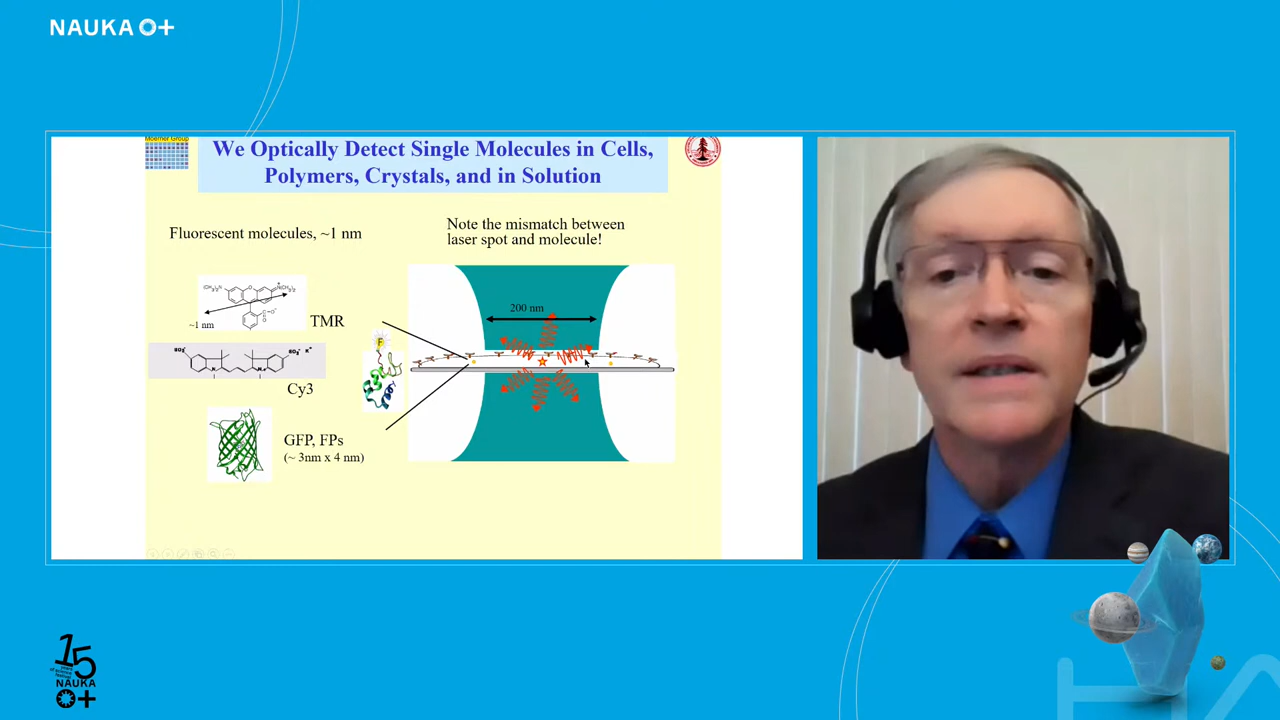 NAUKA 0+
Moerner Group
We Optically Detect Single Molecules in Cells,
Polymers, Crystals, and in Solution
Fluorescent molecules, ~1 nm
Note the mismatch between
laser spot and molecule!
~1 nm
TMR
Cy3
GFP, FPs
(~ 3nm x 4 nm)
F
200 nm
15
NAUKA
0+